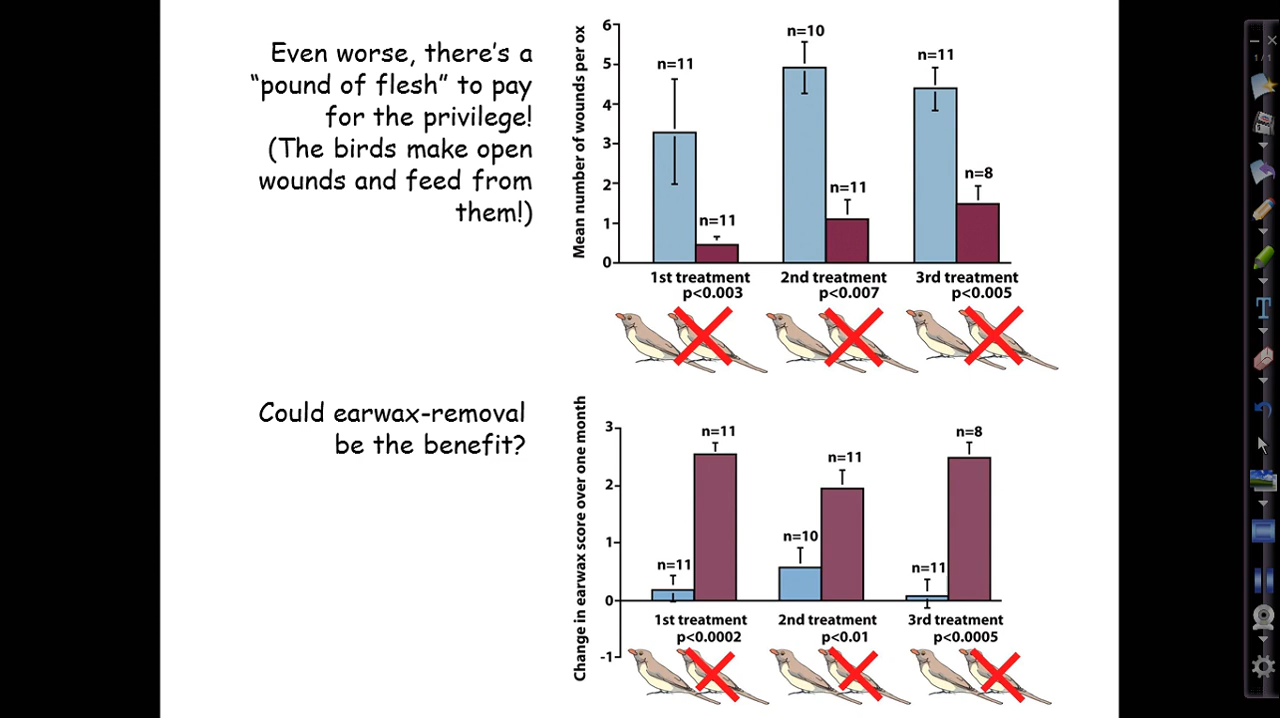 Even worse, there's a
"pound of flesh" to pay
for the privilege!
(The birds make open
wounds and feed from
them!)
Mean number of wounds per ox
6
5
4
3
2
1
0
n=11
n=11
n=10
n=11
n=11
n=8
1st treatment
p<0.003
2nd treatment
p<0.007
3rd treatment
p<0.005
Could earwax-removal
be the benefit?
Change in earwax score over one month
3
2
1
0
-1
n=11
n=11
n=10
n=11
n=11
n=8
1st treatment
p<0.0002
2nd treatment
p<0.01
3rd treatment
p<0.0005
1/1
T